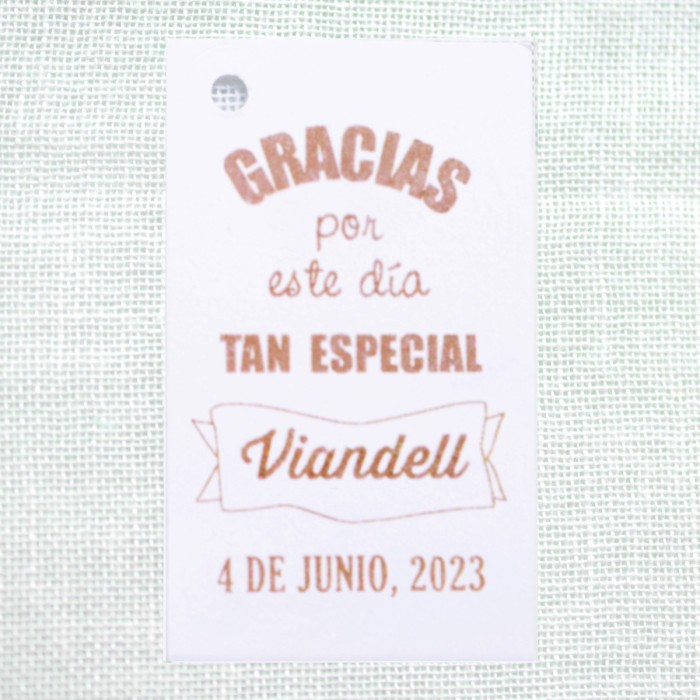 GRACIAS
por
este día
TAN ESPECIAL
Viandell
4 DE JUNIO, 2023